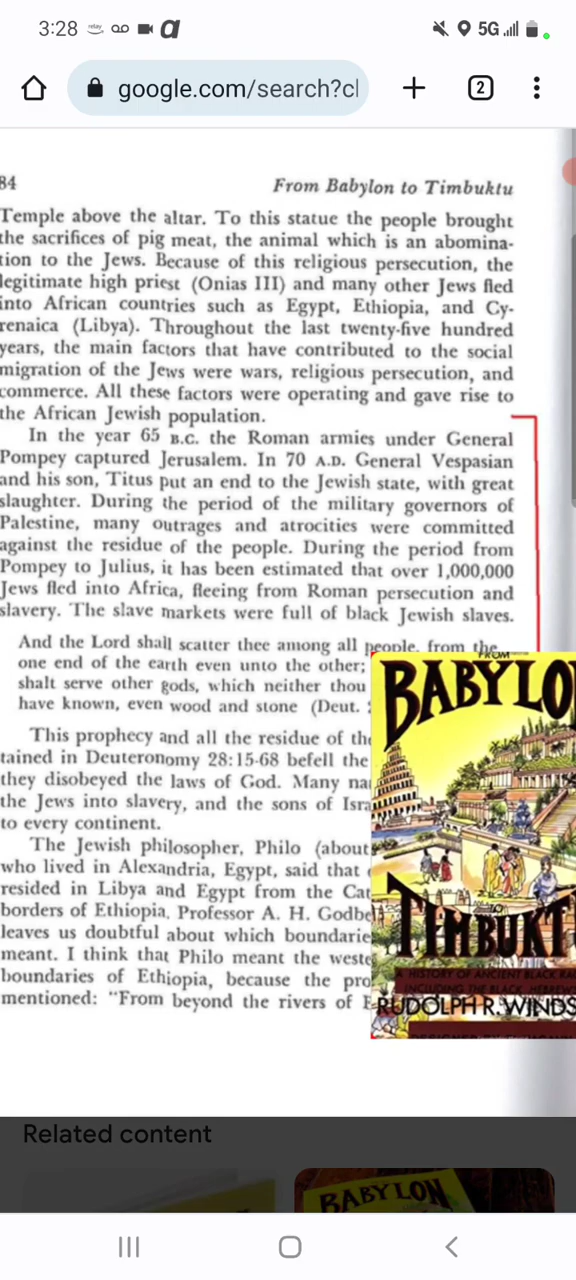 3:28 relay a 5G
google.com/search?cl 2
84 From Babylon to Timbuktu
Temple above the altar. To this statue the people brought
the sacrifices of pig meat, the animal which is an abomina-
tion to the Jews. Because of this religious persecution, the
legitimate high priest (Onias III) and many other Jews fled
into African countries such as Egypt, Ethiopia, and Cy-
renaica (Libya). Throughout the last twenty-five hundred
years, the main factors that have contributed to the social
migration of the Jews were wars, religious persecution, and
commerce. All these factors were operating and gave rise to
the African Jewish population.
In the year 65 B.C. the Roman armies under General
Pompey captured Jerusalem. In 70 A.D. General Vespasian
and his son, Titus put an end to the Jewish state, with great
slaughter. During the period of the military governors of
Palestine, many outrages and atrocities were committed
against the residue of the people. During the period from
Pompey to Julius, it has been estimated that over 1,000,000
Jews fled into Africa, fleeing from Roman persecution and
slavery. The slave markets were full of black Jewish slaves.
And the Lord shall scatter thee among all people, from the
one end of the earth even unto the other;
shalt serve other gods, which neither thou
have known, even wood and stone (Deut.
This prophecy and all the residue of th
tained in Deuteronomy 28:15-68 befell the
they disobeyed the laws of God. Many na
the Jews into slavery, and the sons of Isra
to every continent.
The Jewish philosopher, Philo (about
who lived in Alexandria, Egypt, said that
resided in Libya and Egypt from the Cat
borders of Ethiopia. Professor A. H. Godbe
leaves us doubtful about which boundarie
meant. I think that Philo meant the weste
boundaries of Ethiopia, because the pro
mentioned: "From beyond the rivers of E
FROM
BABYLON
TO
TIMBUKT
A HISTORY OF ANCIENT BLACK RA
INCLUDING THE BLACK HEBREW
RUDOLPH R. WINDS
Related content
BABYLON